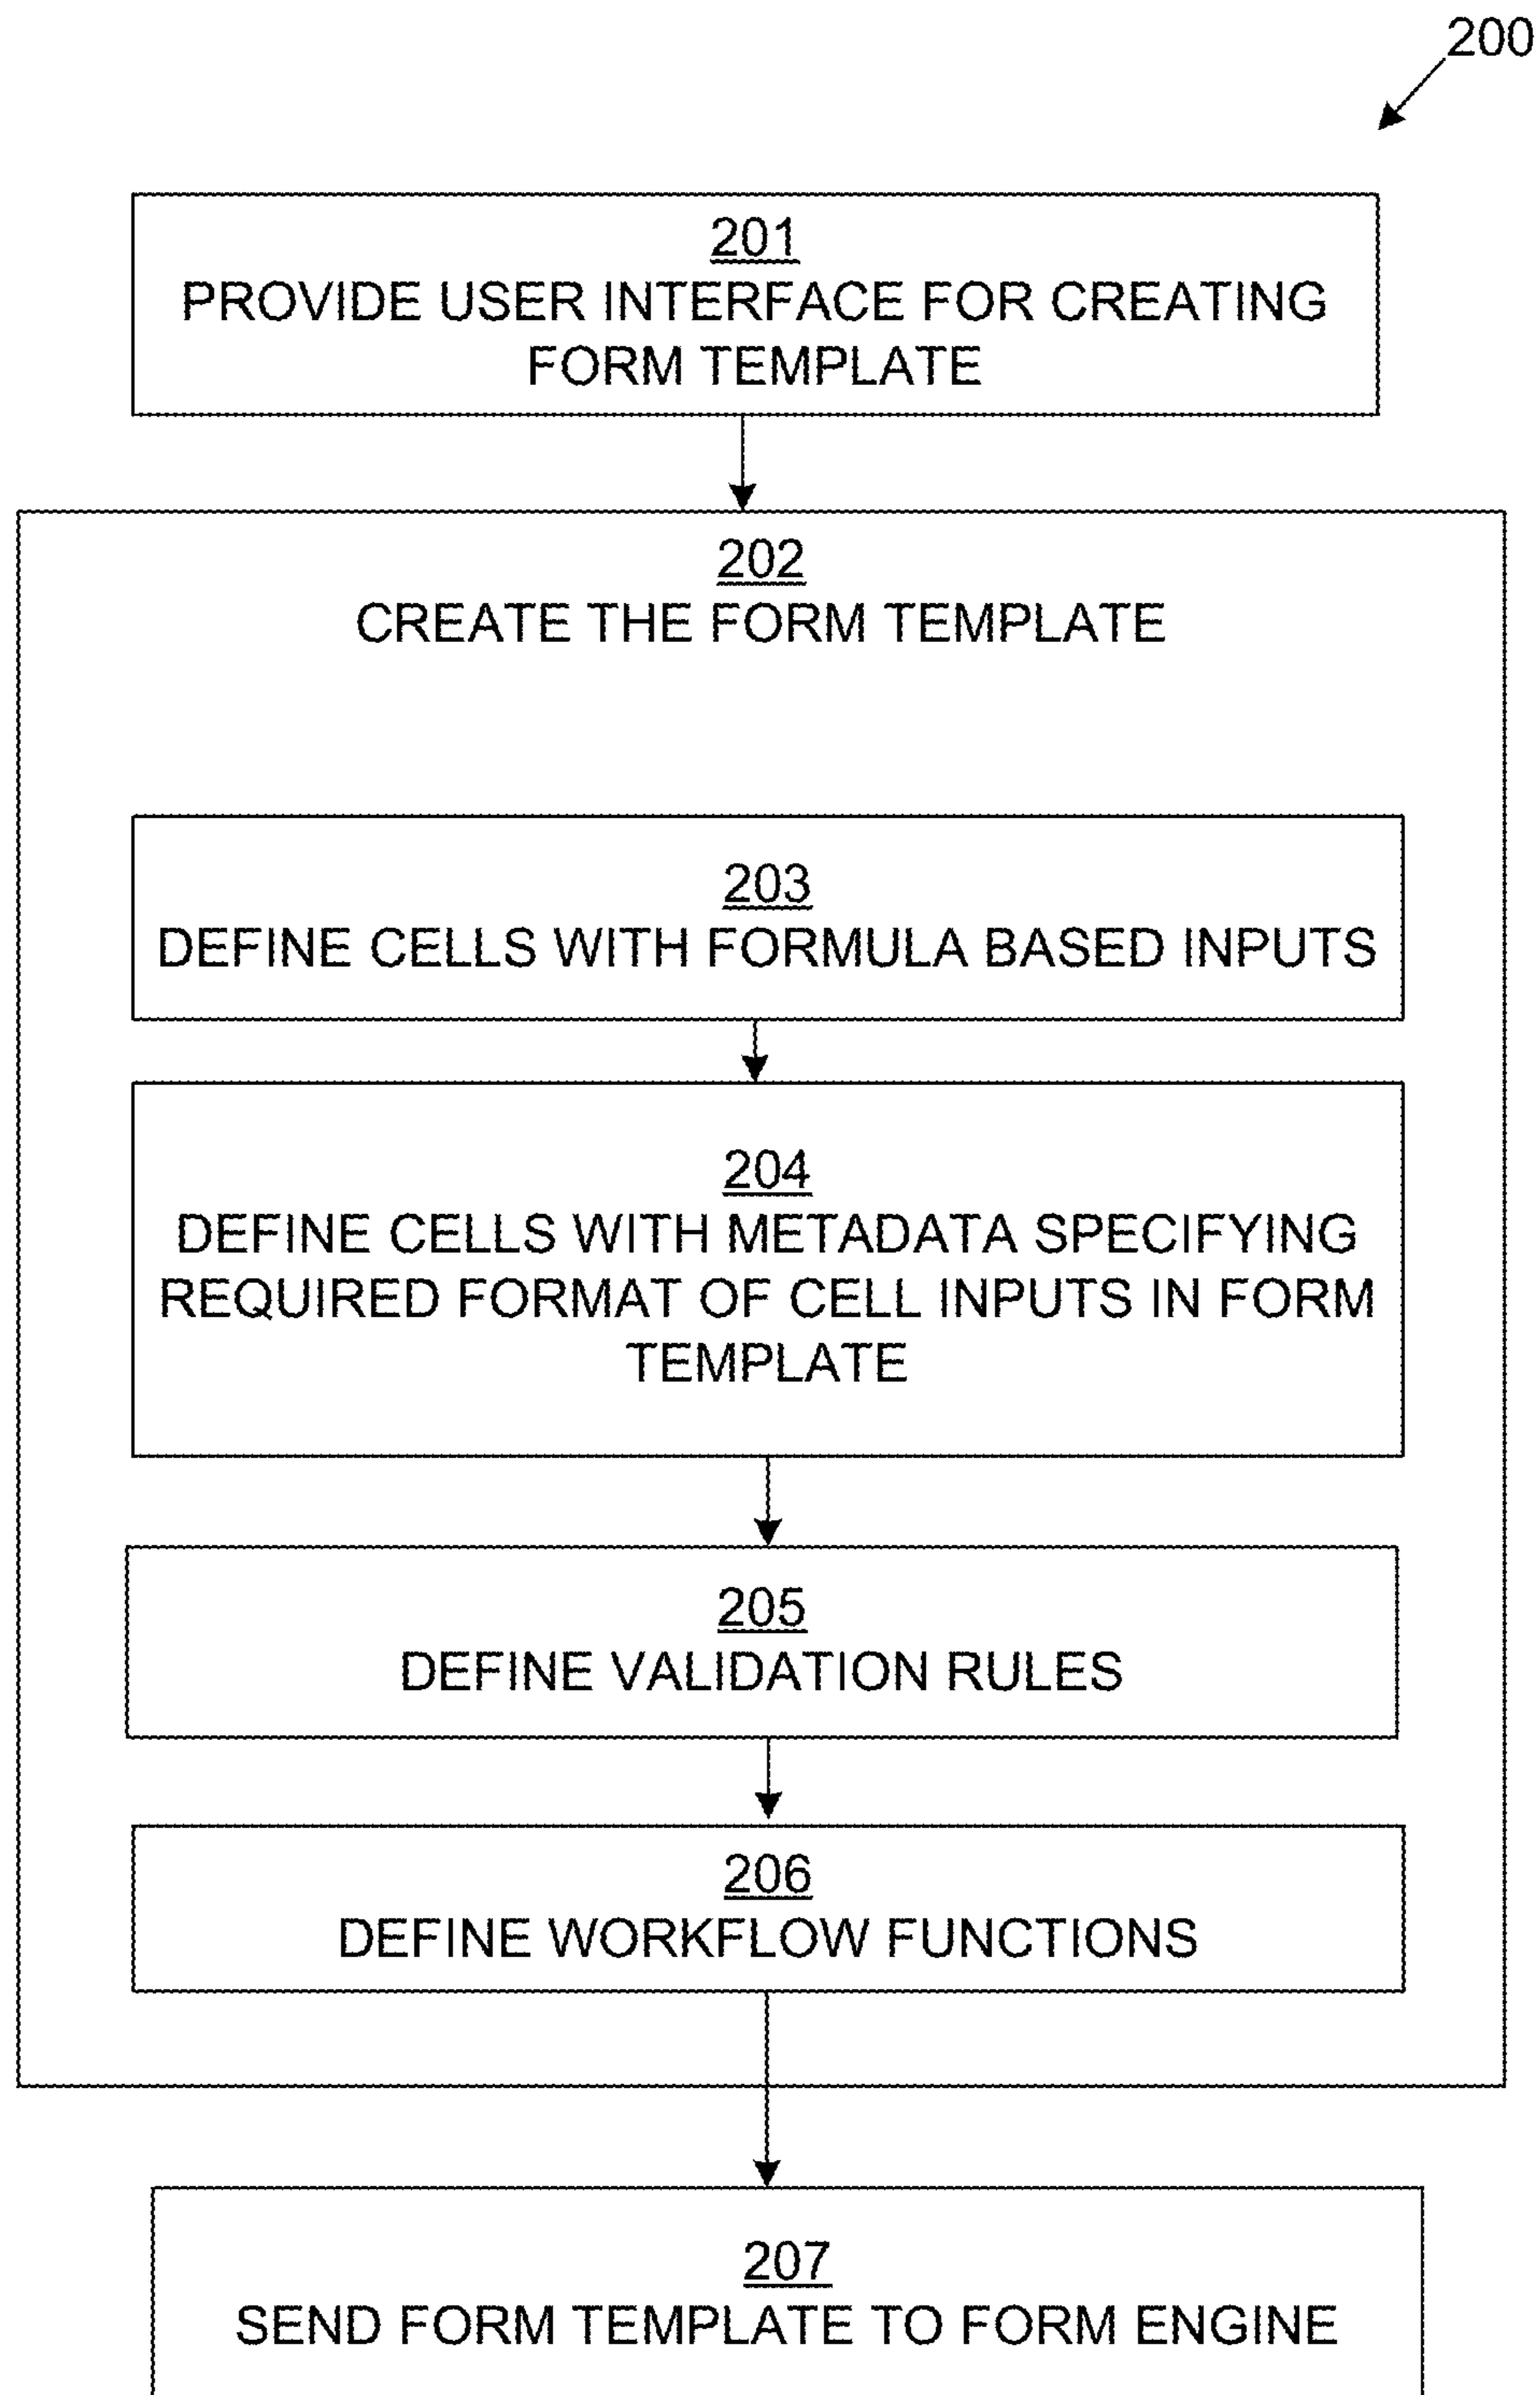 200
201
PROVIDE USER INTERFACE FOR CREATING
FORM TEMPLATE
202
CREATE THE FORM TEMPLATE
203
DEFINE CELLS WITH FORMULA BASED INPUTS
204
DEFINE CELLS WITH METADATA SPECIFYING
REQUIRED FORMAT OF CELL INPUTS IN FORM
TEMPLATE
205
DEFINE VALIDATION RULES
206
DEFINE WORKFLOW FUNCTIONS
207
SEND FORM TEMPLATE TO FORM ENGINE